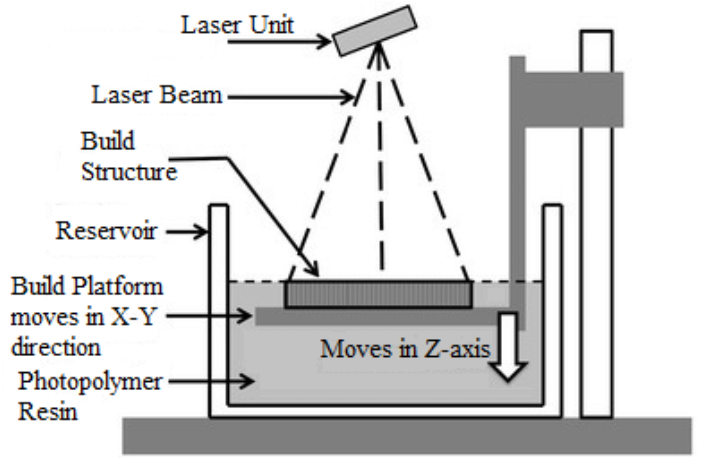 Laser Unit
Laser Beam
Build
Structure
Reservoir
Build Platform
moves in X-Y
direction
Moves in Z-axis
Photopolymer
Resin